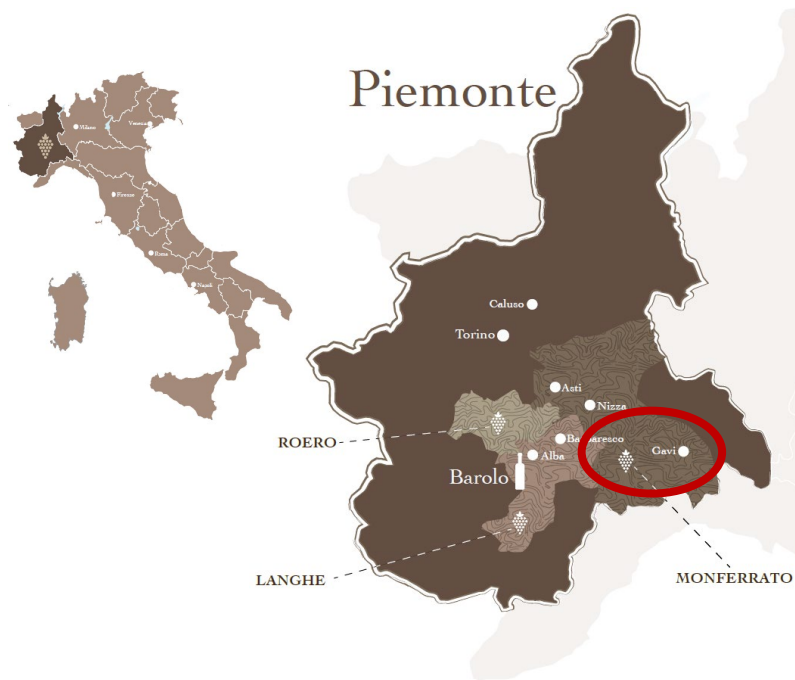 Piemonte
Milano
Venezia
Firenze
Roma
Napoli
Caluso
Torino
Asti
Nizza
ROERO
Barbaresco
Gavi
Alba
Barolo
LANGHE
MONFERRATO